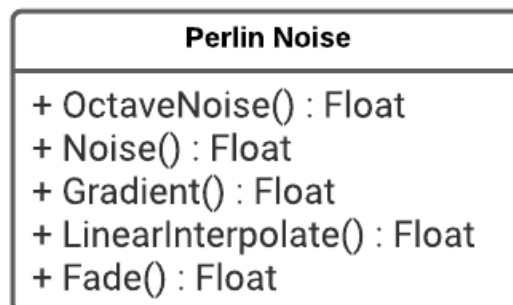 Perlin Noise
+ OctaveNoise() : Float
+ Noise() : Float
+ Gradient() : Float
+ LinearInterpolate() : Float
+ Fade() : Float